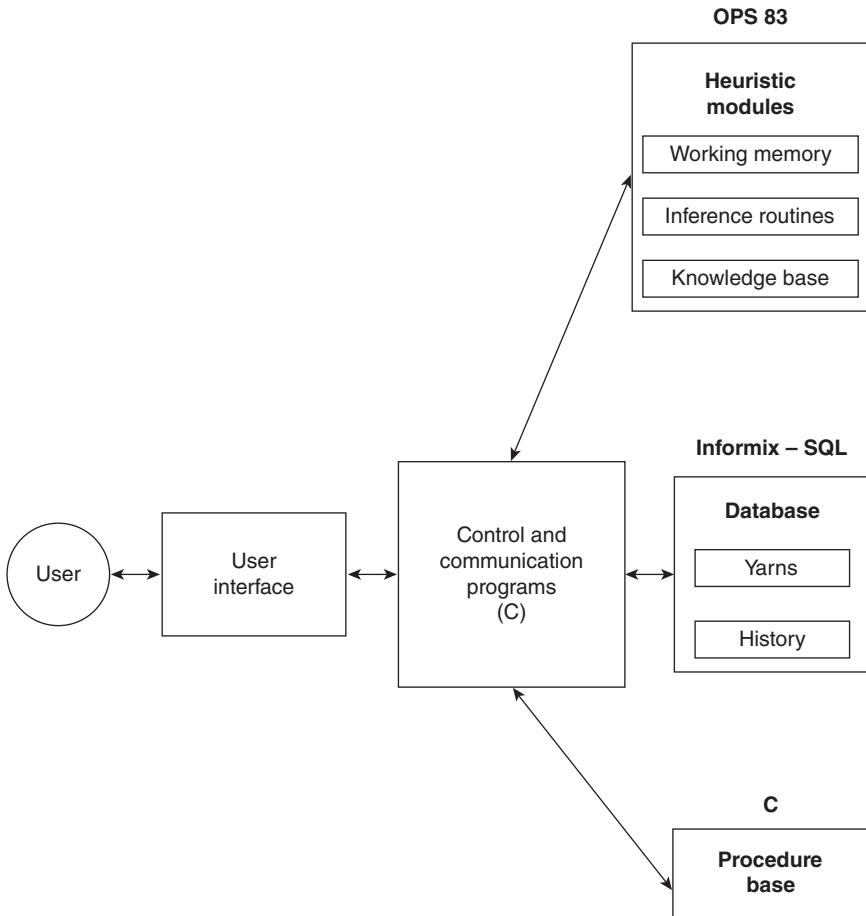 OPS 83
Heuristic
modules
Working memory
Inference routines
Knowledge base
Informix – SQL
Database
Yarns
History
User
User
interface
Control and
communication
programs
(C)
C
Procedure
base